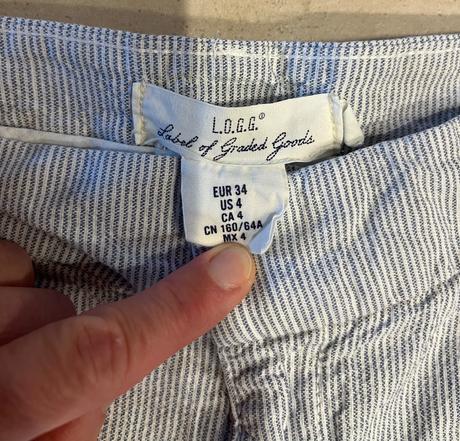 L.O.G.G.®
Label of Graded Goods
EUR 34
US 4
CA 4
CN 160/64A
MX 4